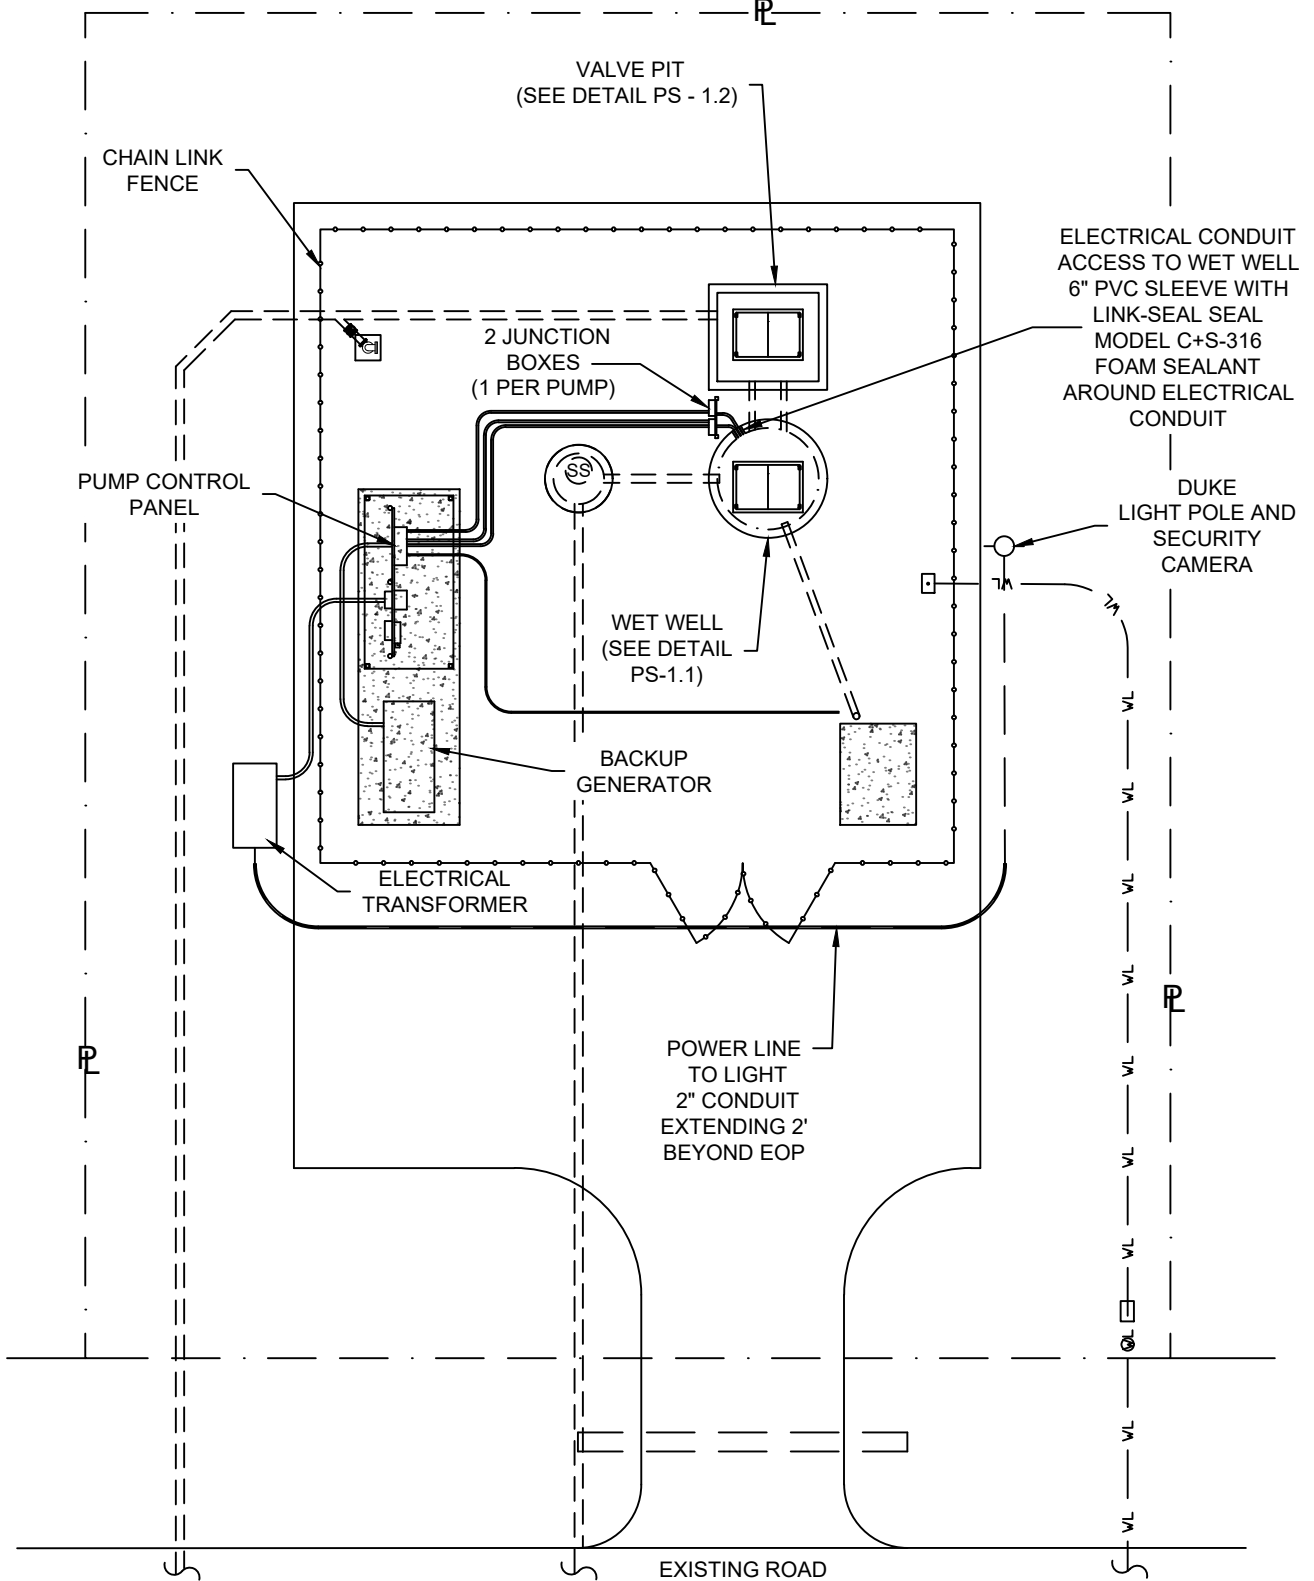 PL
VALVE PIT
(SEE DETAIL PS - 1.2)
CHAIN LINK
FENCE
ELECTRICAL CONDUIT
ACCESS TO WET WELL
6" PVC SLEEVE WITH
LINK-SEAL SEAL
MODEL C+S-316
FOAM SEALANT
AROUND ELECTRICAL
CONDUIT
2 JUNCTION
BOXES
(1 PER PUMP)
PUMP CONTROL
PANEL
SS
DUKE
LIGHT POLE AND
SECURITY
CAMERA
WL
WL
WET WELL
(SEE DETAIL
PS-1.1)
WL
BACKUP
GENERATOR
WL
ELECTRICAL
TRANSFORMER
WL
WL
PL
PL
POWER LINE
TO LIGHT
2" CONDUIT
EXTENDING 2'
BEYOND EOP
WL
WL
WL
WL
WL
WL
EXISTING ROAD